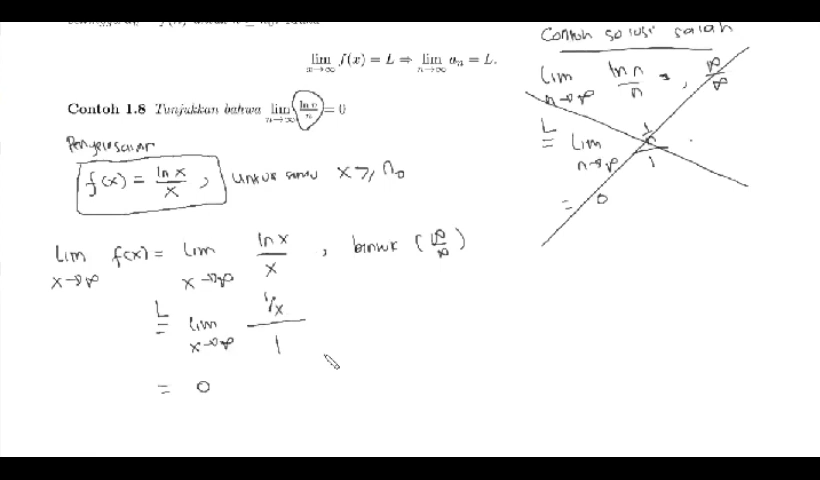 lim f(x) = L ⇒ lim aₙ = L.
x→∞ n→∞
Contoh 1.8 Tunjukkan bahwa lim ln n / n = 0
n→∞
Penyelesaian
f(x) = ln x / x , untuk suatu x ≥ n₀
lim f(x) = lim ln x / x , bentuk (∞/∞)
x→∞ x→∞
L= lim 1/x / 1
x→∞
= 0
Contoh solusi salah
lim ln n / n = , ∞/∞
n→∞
L= lim 1/n / 1 .
n→∞
= 0